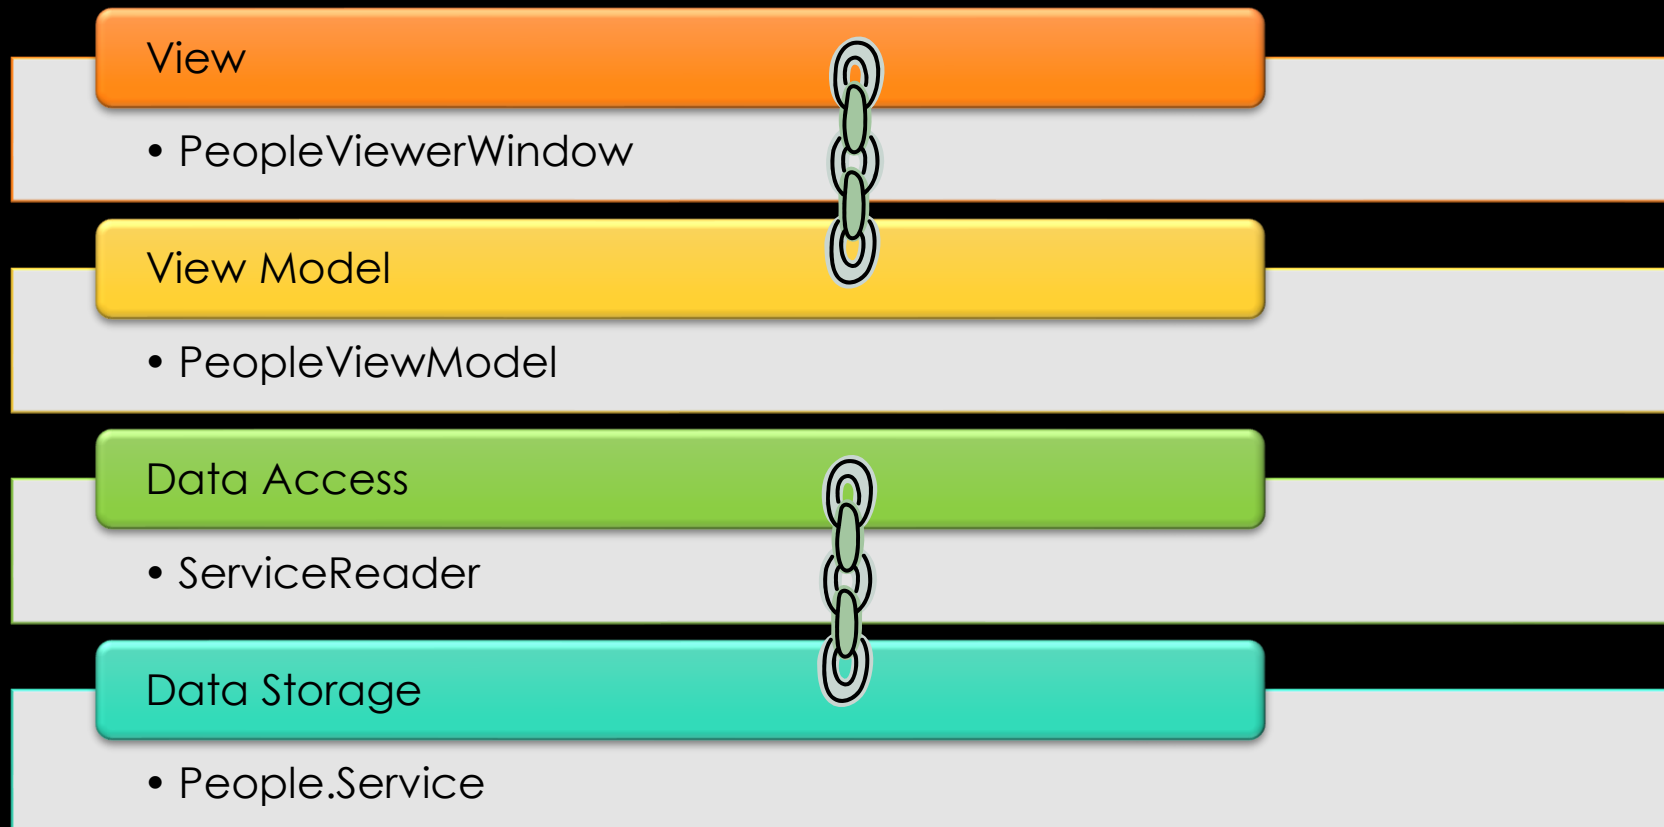 View
• PeopleViewerWindow
View Model
• PeopleViewModel
Data Access
• ServiceReader
Data Storage
• People.Service